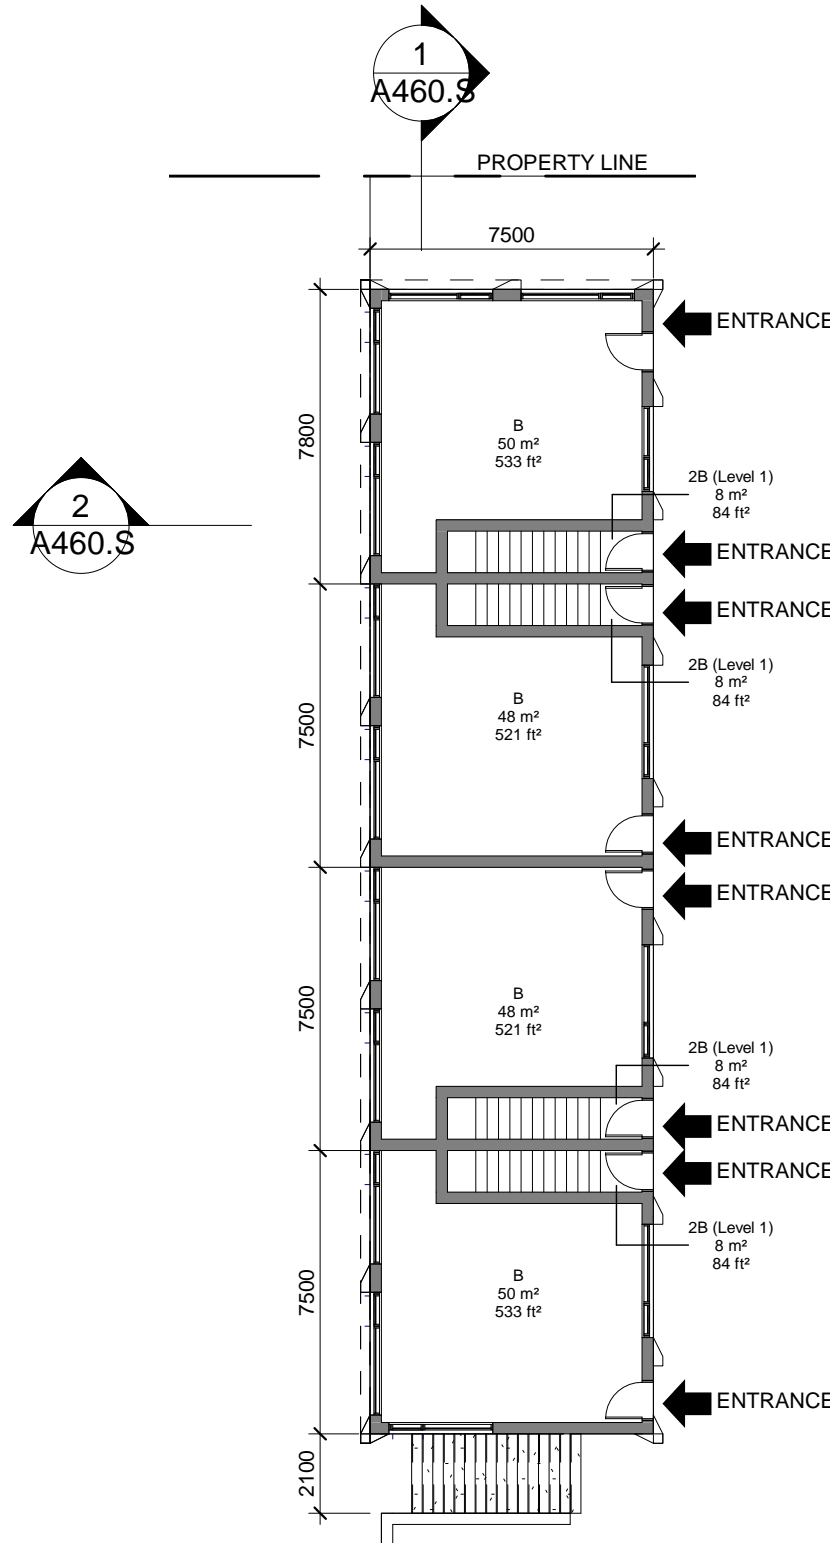 1
A460.S
PROPERTY LINE
7500
ENTRANCE
7800
B
50 m²
533 ft²
2B (Level 1)
8 m²
84 ft²
2
A460.S
ENTRANCE
ENTRANCE
2B (Level 1)
8 m²
84 ft²
7500
B
48 m²
521 ft²
ENTRANCE
ENTRANCE
7500
B
48 m²
521 ft²
2B (Level 1)
8 m²
84 ft²
ENTRANCE
ENTRANCE
2B (Level 1)
8 m²
84 ft²
7500
B
50 m²
533 ft²
ENTRANCE
2100